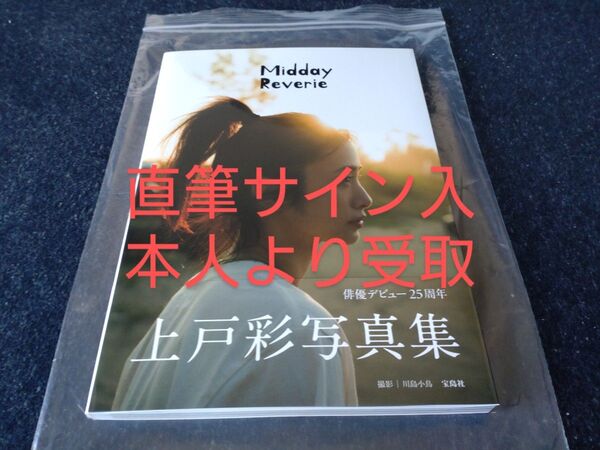 Midday
Reverie
直筆サイン入
本人より受取
俳優デビュー25周年
上戸彩写真集
撮影｜川島小鳥 宝島社